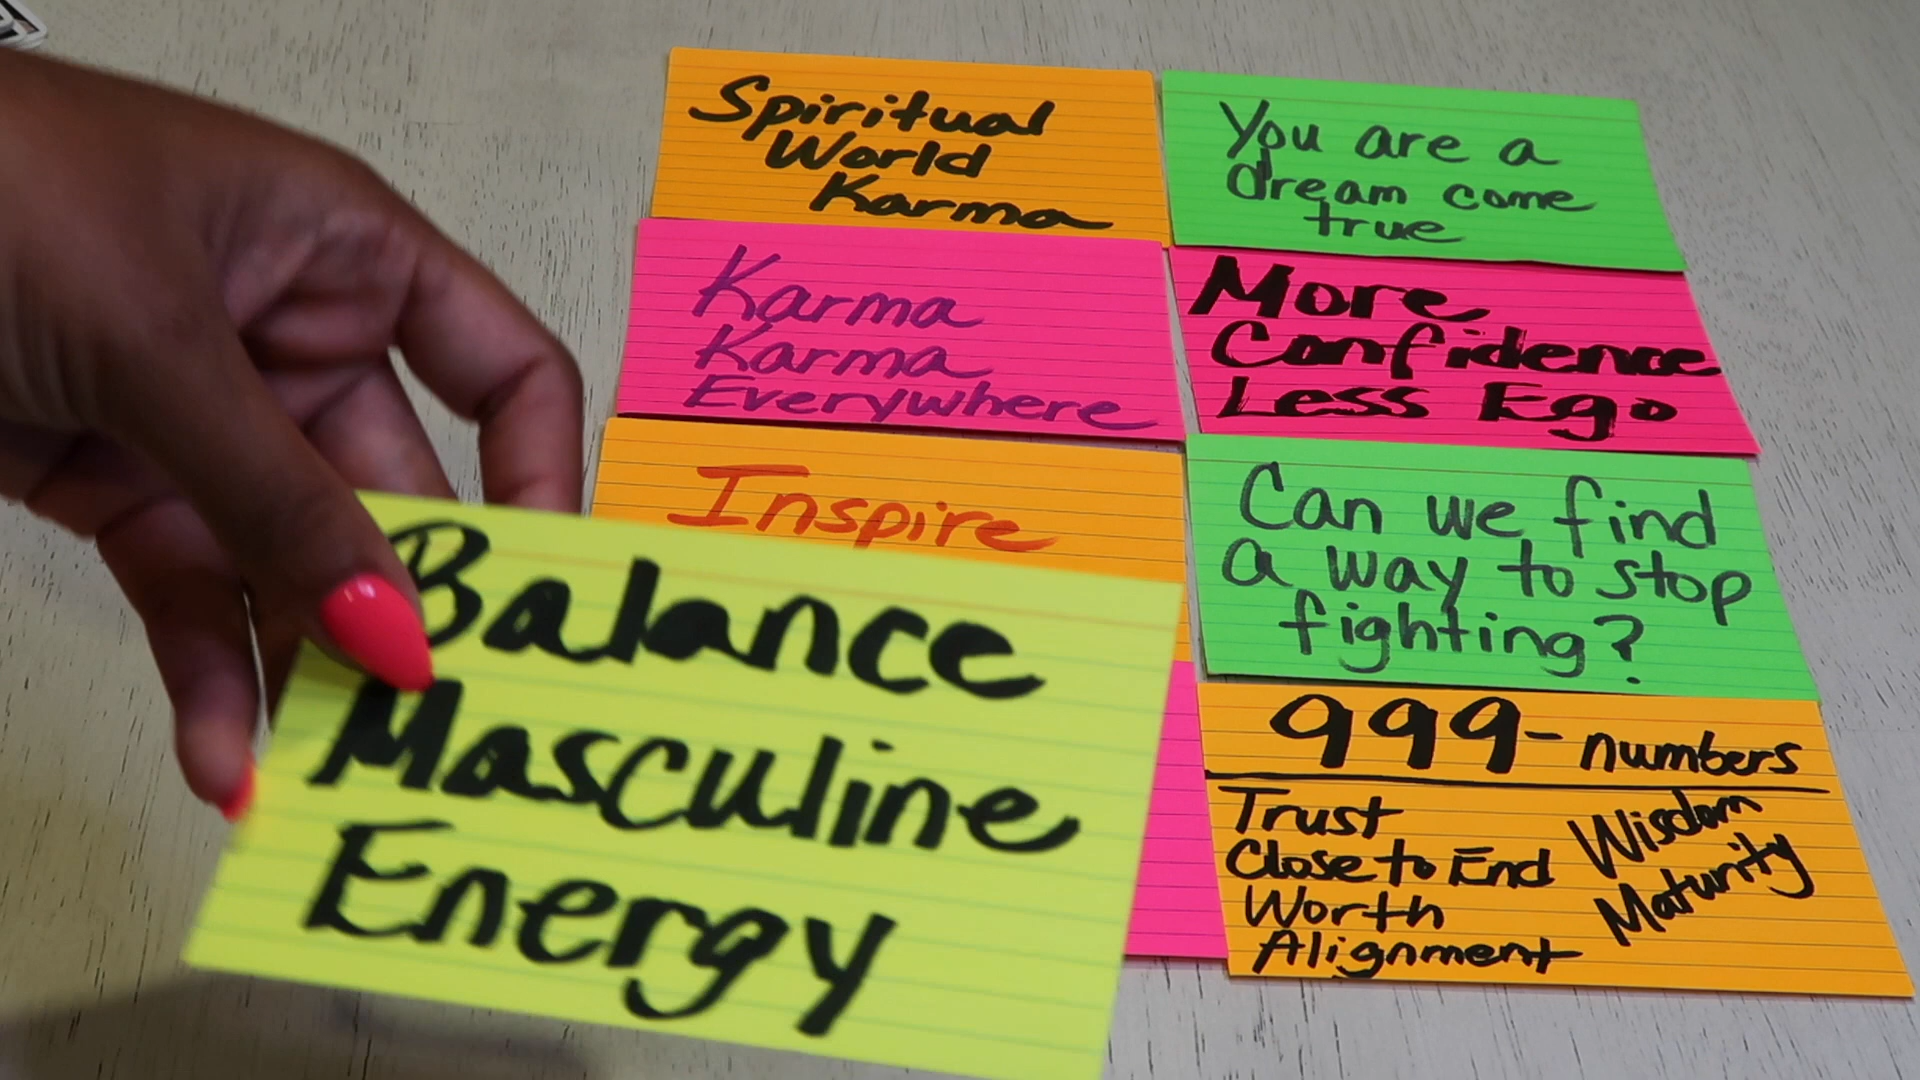 Spiritual
World
Karma
You are a
dream come
true
Karma
Karma
Everywhere
More
Confidence
Less Ego
Inspire
Can we find
a way to stop
fighting?
Balance
Masculine
Energy
999- numbers
Trust
Close to End
Worth
Alignment
Wisdom
Maturity